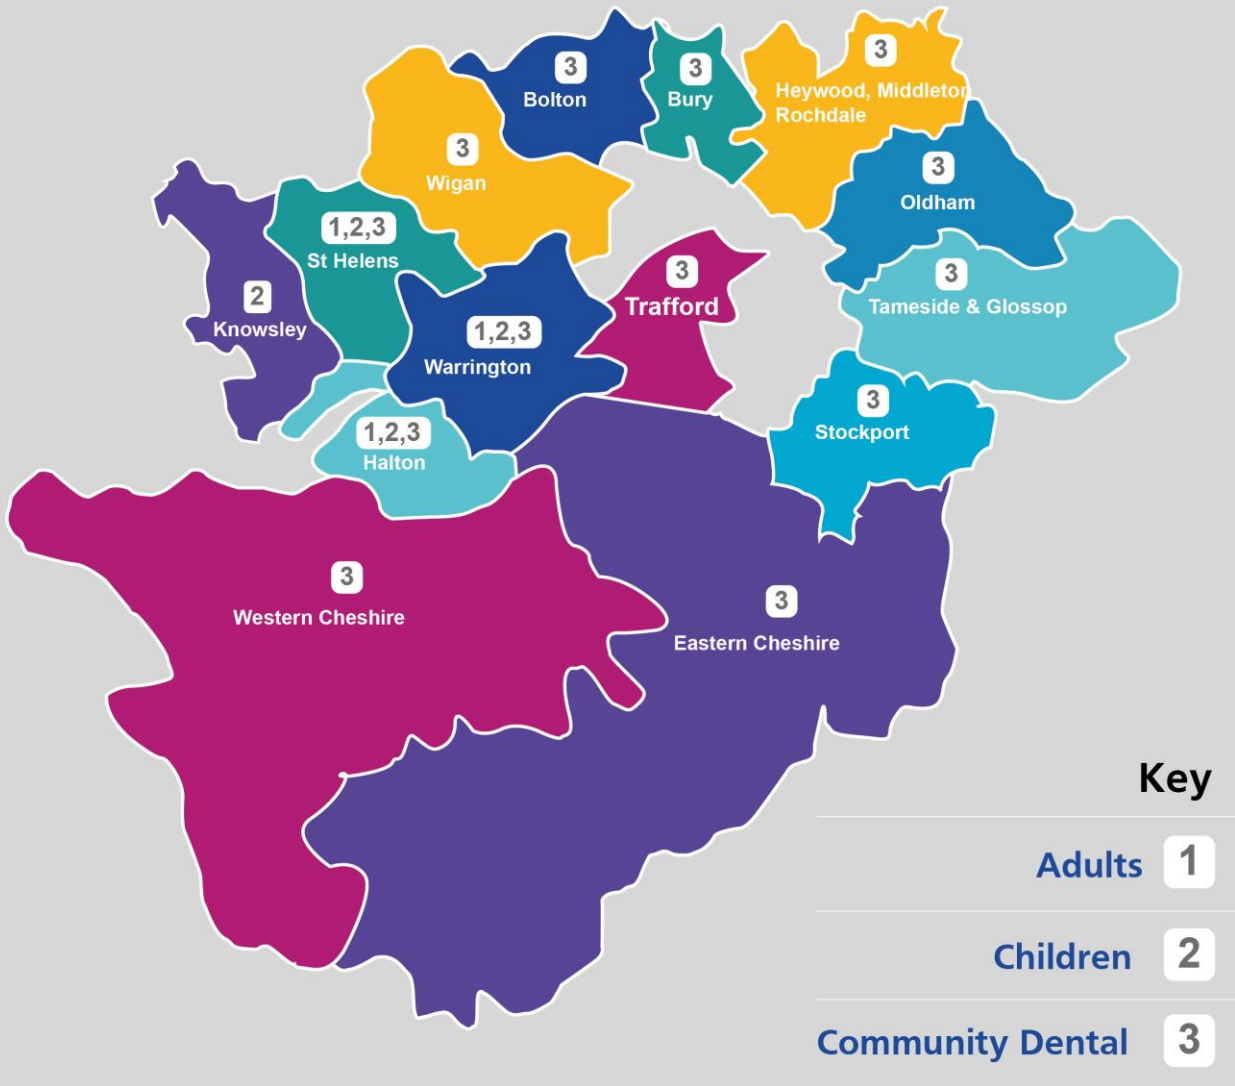 3
Bolton
3
Bury
3
Heywood, Middleton
Rochdale
3
Wigan
3
Oldham
1,2,3
St Helens
3
Trafford
3
Tameside & Glossop
2
Knowsley
1,2,3
Warrington
3
Stockport
1,2,3
Halton
3
Western Cheshire
3
Eastern Cheshire
Key
Adults 1
Children 2
Community Dental 3